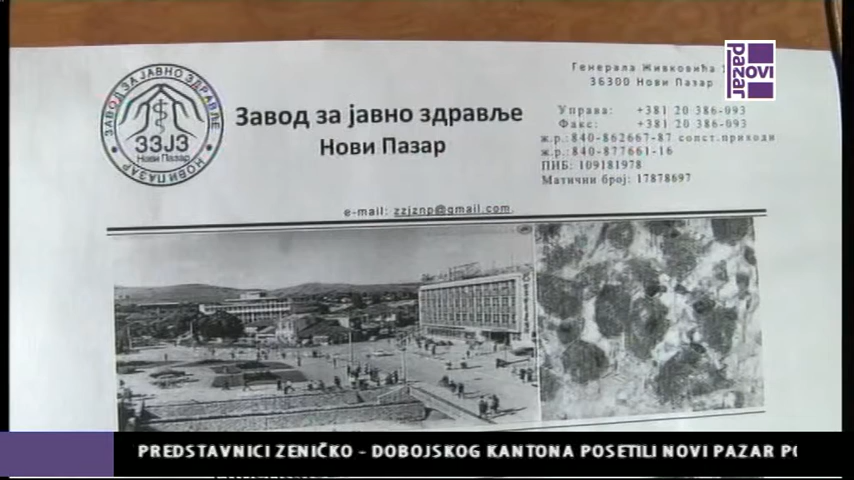 Генерала Живковића
36300 Нови Пазар
NOVI pazar
ЗАВОД ЗА ЈАВНО ЗДРАВЉЕ
ЗЗЈЗ
Нови Пазар
НОВИ ПАЗАР
Завод за јавно здравље
Нови Пазар
Управа: +381 20 386-093
Факс: +381 20 386-093
ж.р.:840-862667-87 сопст.приходи
ж.р.:840-877661-16
ПИБ: 109181978
Матични број: 17878697
e-mail: zzjznp@gmail.com
PREDSTAVNICI ZENIČKO - DOBOJSKOG KANTONA POSETILI NOVI PAZAR